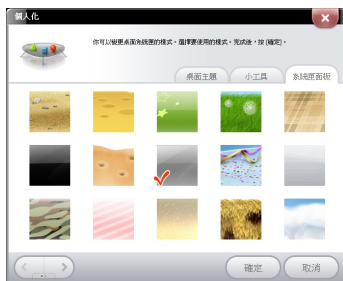 個人化
你可以變更桌面系統匣的樣式。選擇要使用的樣式。完成後，按 [確定]。
桌面主題
小工具
系統匣面板
確定
取消